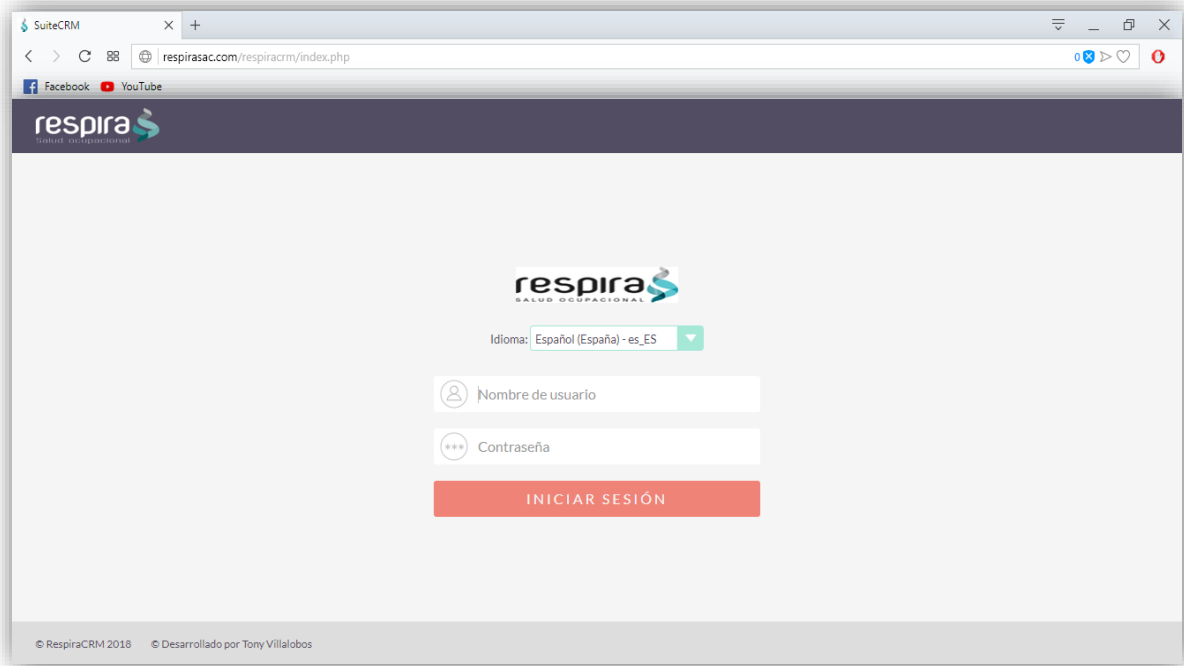 SuiteCRM
respirasac.com/respiracrm/index.php
0
Facebook YouTube
respira
Salud ocupacional
respira
SALUD OCUPACIONAL
Idioma: Español (España) - es_ES
Nombre de usuario
*** Contraseña
INICIAR SESIÓN
© RespiraCRM 2018 © Desarrollado por Tony Villalobos